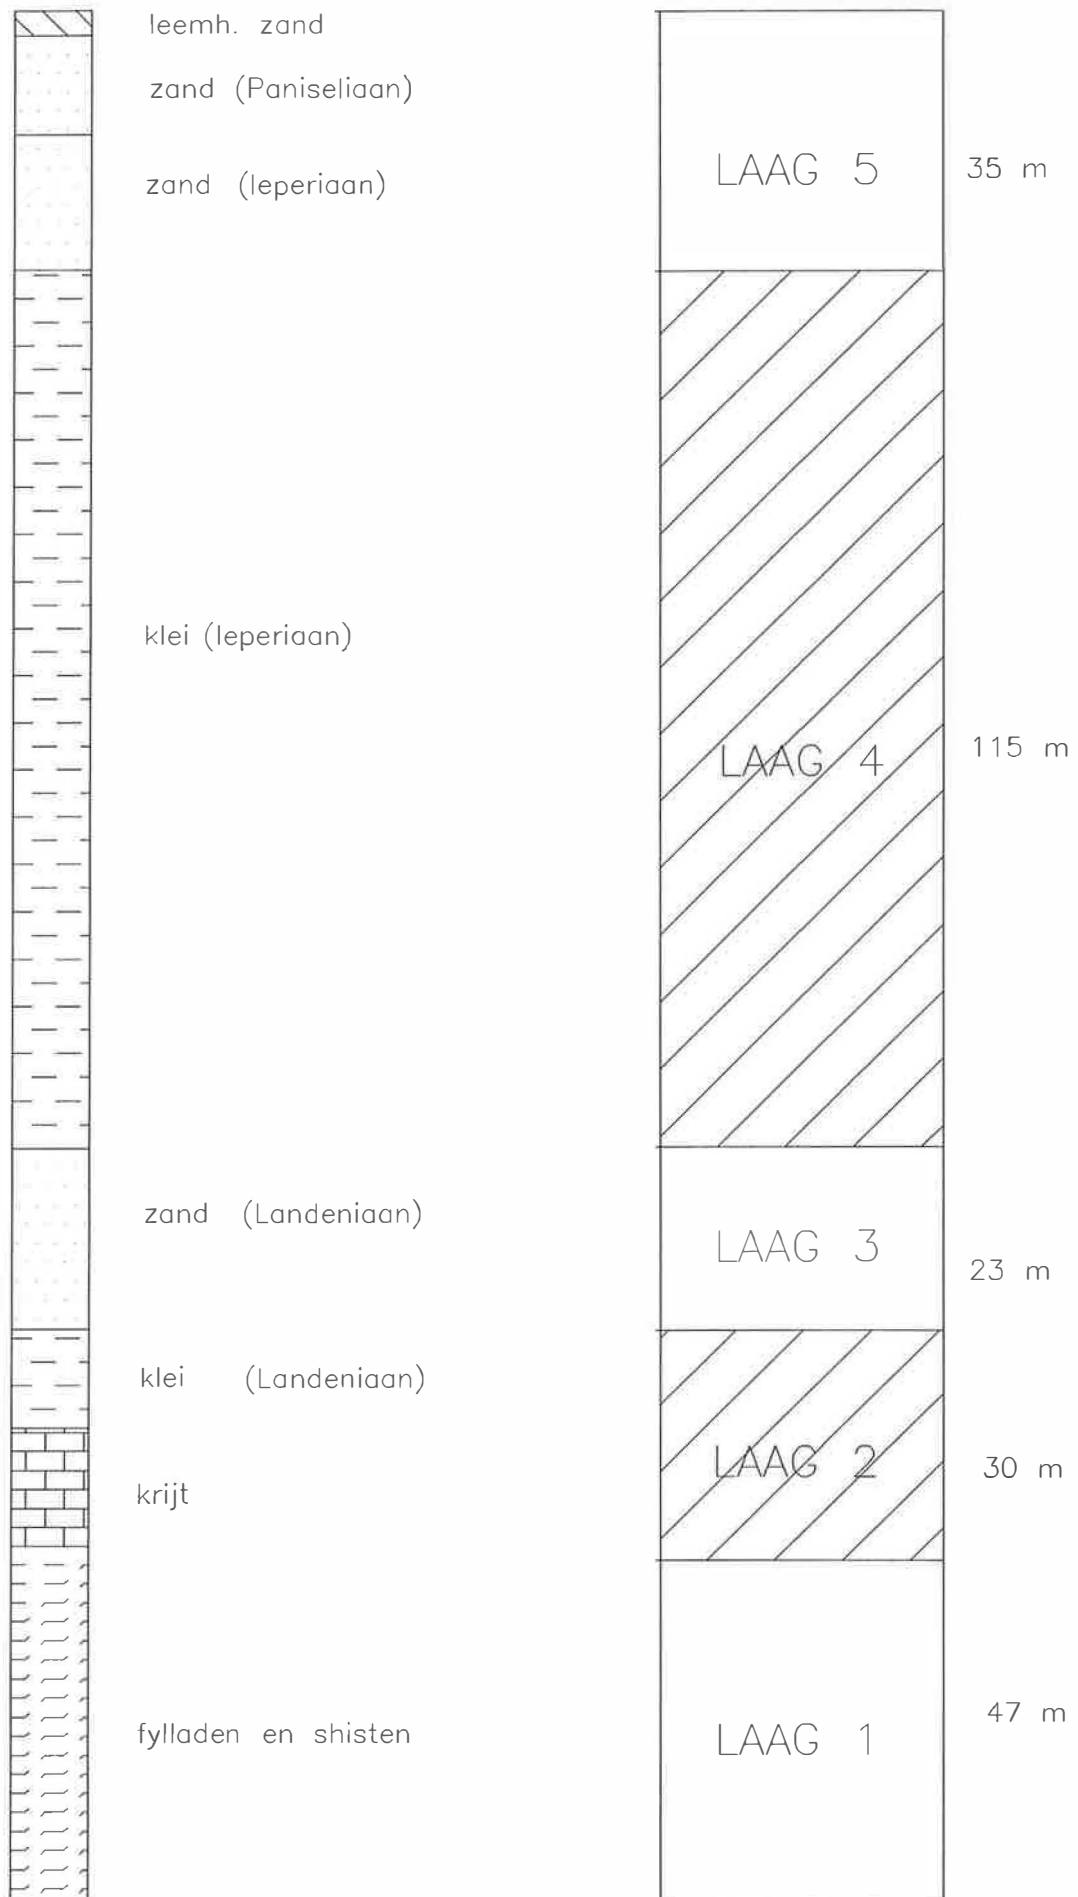 leemh. zand
zand (Paniseliaan)
zand (Ieperiaan)
LAAG 5 35 m
klei (Ieperiaan)
LAAG 4 115 m
zand (Landeniaan)
LAAG 3 23 m
klei (Landeniaan)
LAAG 2 30 m
krijt
fylladen en shisten
LAAG 1 47 m